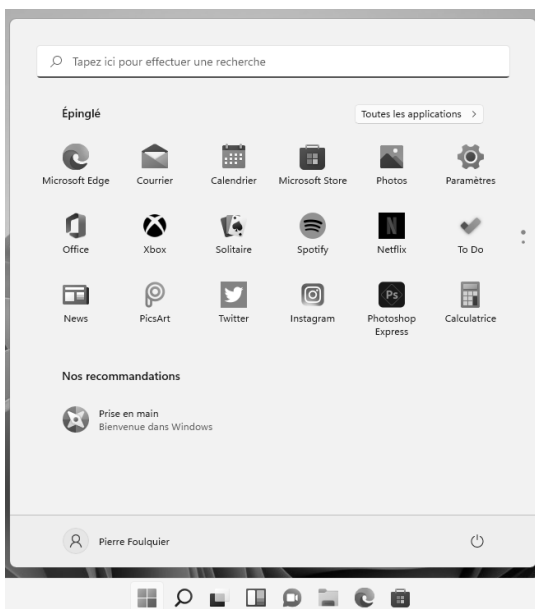 Tapez ici pour effectuer une recherche
Épinglé
Toutes les applications >
Microsoft Edge Courrier Calendrier Microsoft Store Photos Paramètres
Office Xbox Solitaire Spotify Netflix To Do
News PicsArt Twitter Instagram Photoshop Express Calculatrice
Nos recommandations
Prise en main
Bienvenue dans Windows
Pierre Foulquier